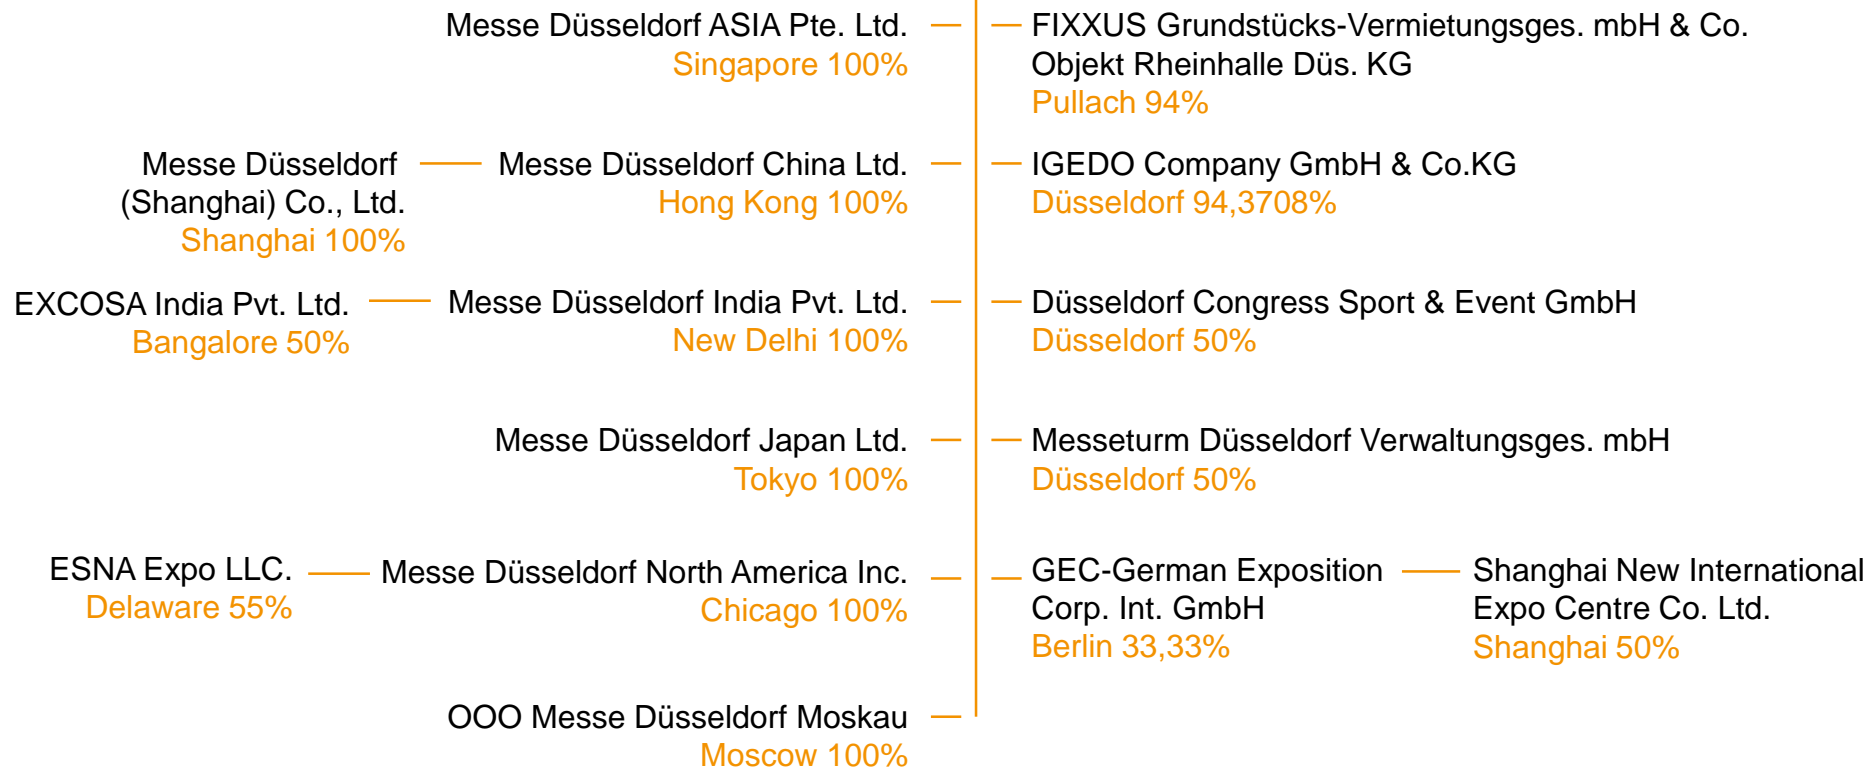 Messe Düsseldorf ASIA Pte. Ltd.
Singapore 100%
FIXXUS Grundstücks-Vermietungsges. mbH & Co.
Objekt Rheinhalle Düs. KG
Pullach 94%
Messe Düsseldorf
(Shanghai) Co., Ltd.
Shanghai 100%
Messe Düsseldorf China Ltd.
Hong Kong 100%
IGEDO Company GmbH & Co.KG
Düsseldorf 94,3708%
EXCOSA India Pvt. Ltd.
Bangalore 50%
Messe Düsseldorf India Pvt. Ltd.
New Delhi 100%
Düsseldorf Congress Sport & Event GmbH
Düsseldorf 50%
Messe Düsseldorf Japan Ltd.
Tokyo 100%
Messeturm Düsseldorf Verwaltungsges. mbH
Düsseldorf 50%
ESNA Expo LLC.
Delaware 55%
Messe Düsseldorf North America Inc.
Chicago 100%
GEC-German Exposition
Corp. Int. GmbH
Berlin 33,33%
Shanghai New International
Expo Centre Co. Ltd.
Shanghai 50%
OOO Messe Düsseldorf Moskau
Moscow 100%